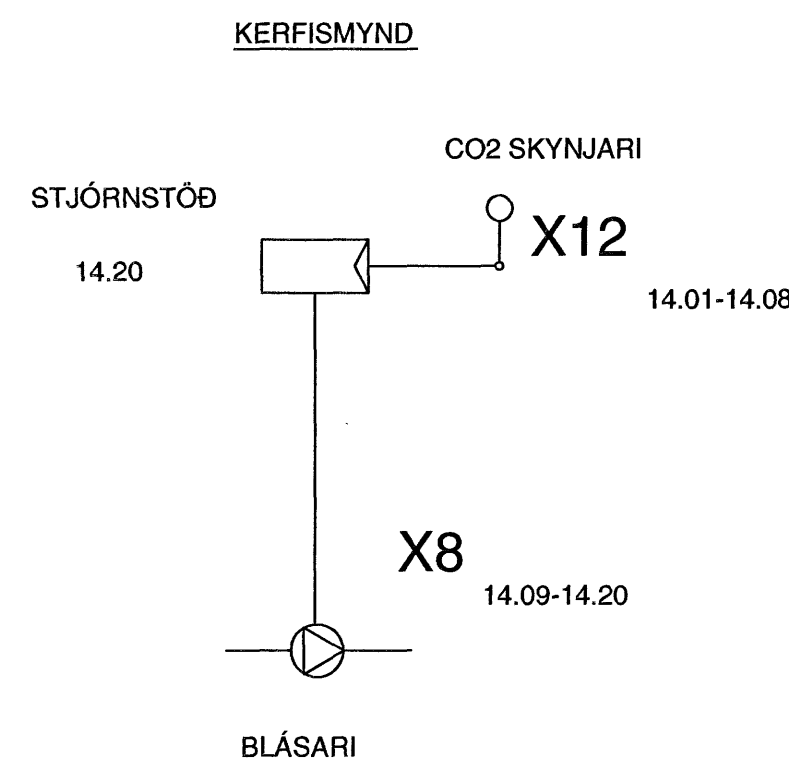 KERFISMYND
CO2 SKYNJARI
STJÓRNSTÖÐ
X12
14.20
14.01-14.08
X8
14.09-14.20
BLÁSARI